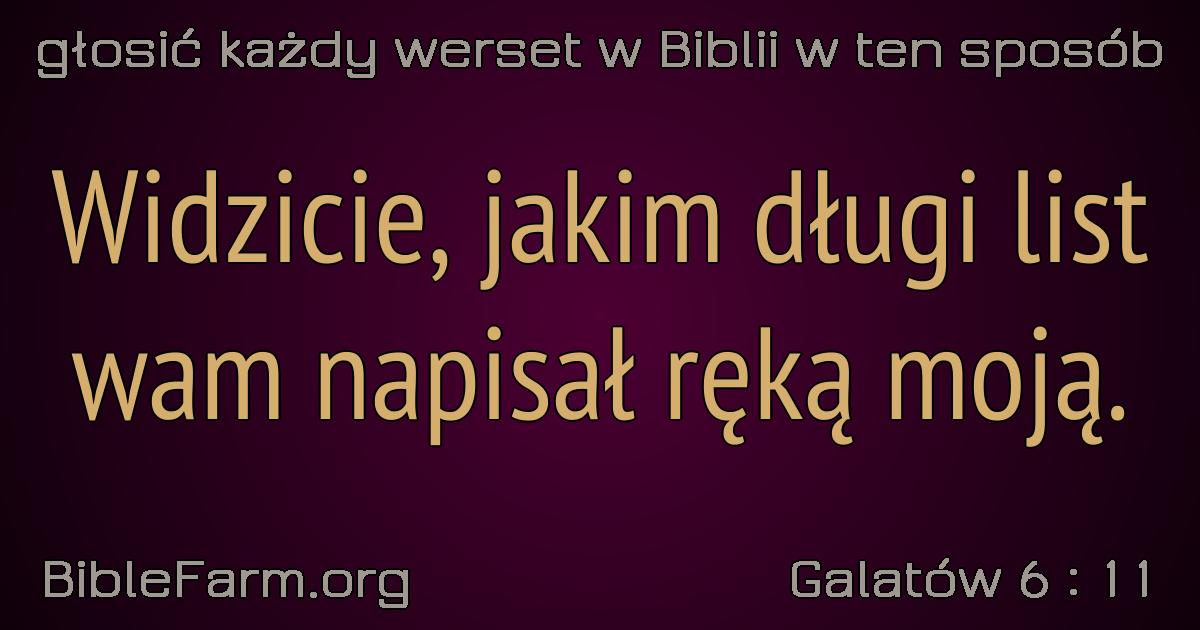 głosić każdy werset w Biblii w ten sposób
Widzicie, jakim długi list
wam napisał ręką moją.
BibleFarm.org
Galatów 6 : 11